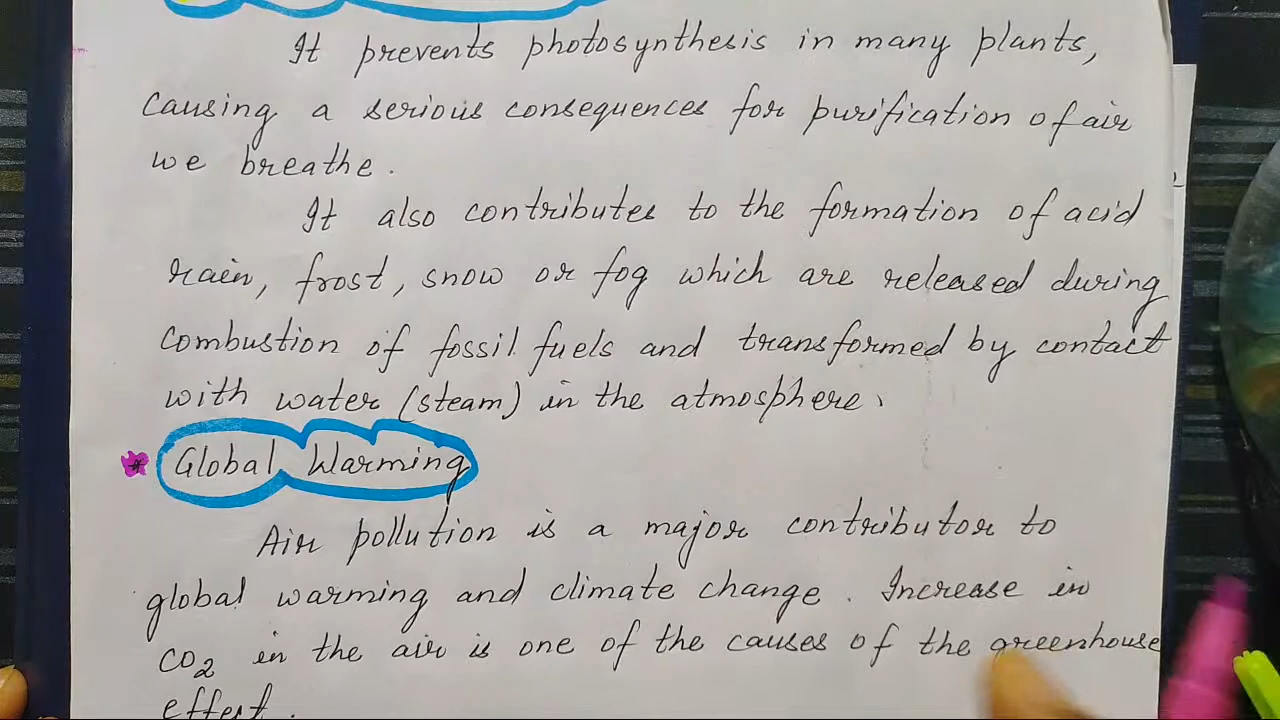 It prevents photosynthesis in many plants,
causing a serious consequences for purification of air
we breathe.
It also contributes to the formation of acid
rain, frost, snow or fog which are released during
combustion of fossil fuels and transformed by contact
with water (steam) in the atmosphere.
* Global Warming
Air pollution is a major contributor to
global warming and climate change. Increase in
CO2 in the air is one of the causes of the greenhouse
effect.